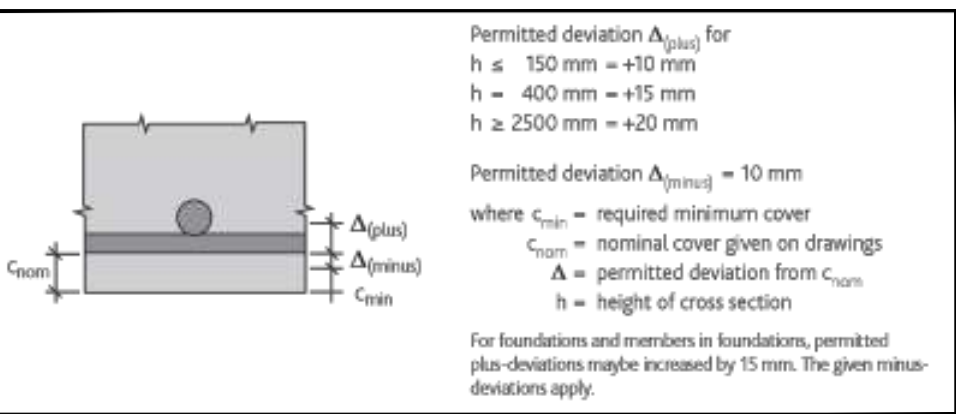 Permitted deviation Δ(plus) for
h ≤ 150 mm = +10 mm
h = 400 mm = +15 mm
h ≥ 2500 mm = +20 mm
Permitted deviation Δ(minus) = 10 mm
where cmin = required minimum cover
cnom = nominal cover given on drawings
Δ = permitted deviation from cnom
h = height of cross section
For foundations and members in foundations, permitted
plus-deviations maybe increased by 15 mm. The given minus-
deviations apply.
Δ(plus)
Δ(minus)
cnom
cmin